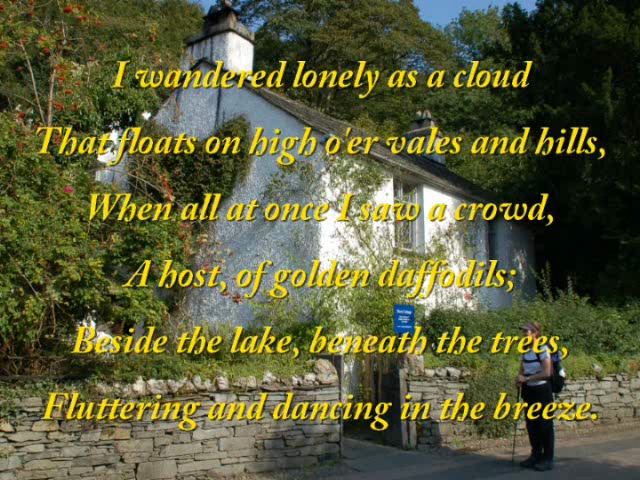 I wandered lonely as a cloud
That floats on high o'er vales and hills,
When all at once I saw a crowd,
A host, of golden daffodils;
Beside the lake, beneath the trees,
Fluttering and dancing in the breeze.